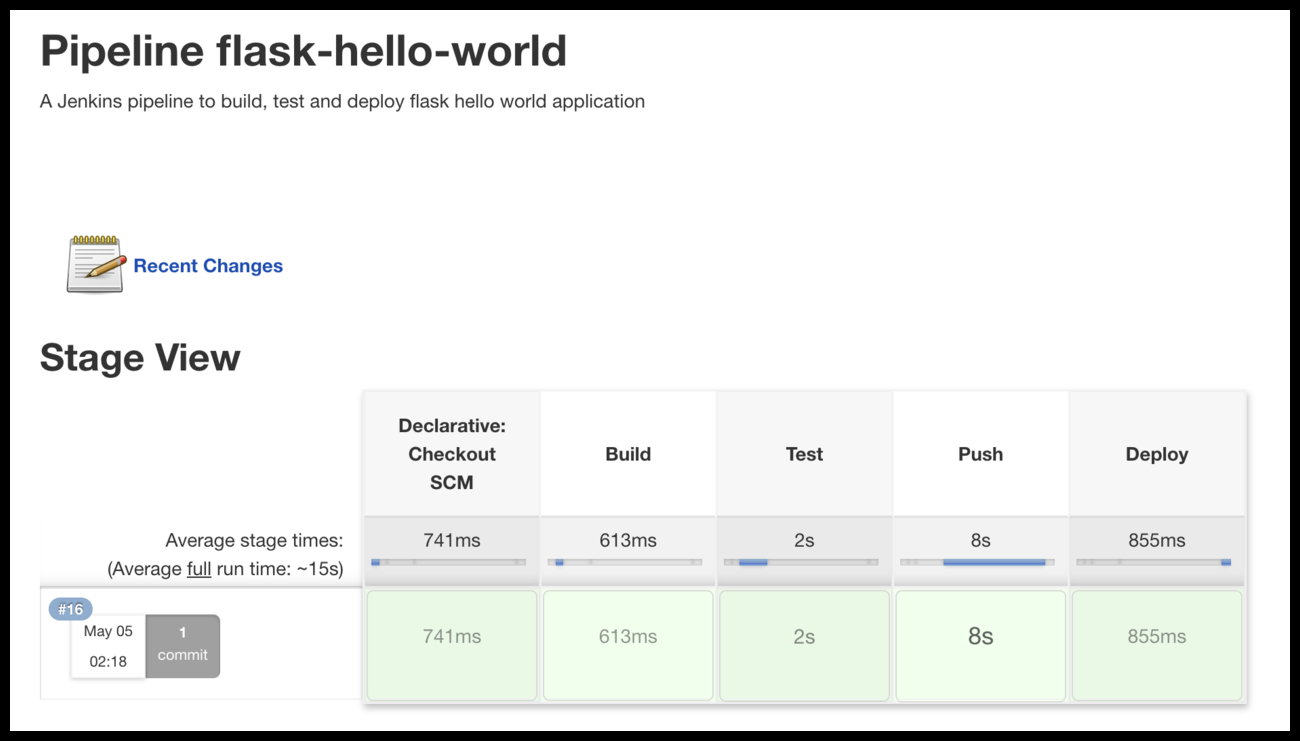 Pipeline flask-hello-world
A Jenkins pipeline to build, test and deploy flask hello world application
Recent Changes
Stage View
Declarative:
Checkout
SCM
Build
Test
Push
Deploy
Average stage times:
(Average full run time: ~15s)
741ms
613ms
2s
8s
855ms
#16
May 05
02:18
1
commit
741ms
613ms
2s
8s
855ms